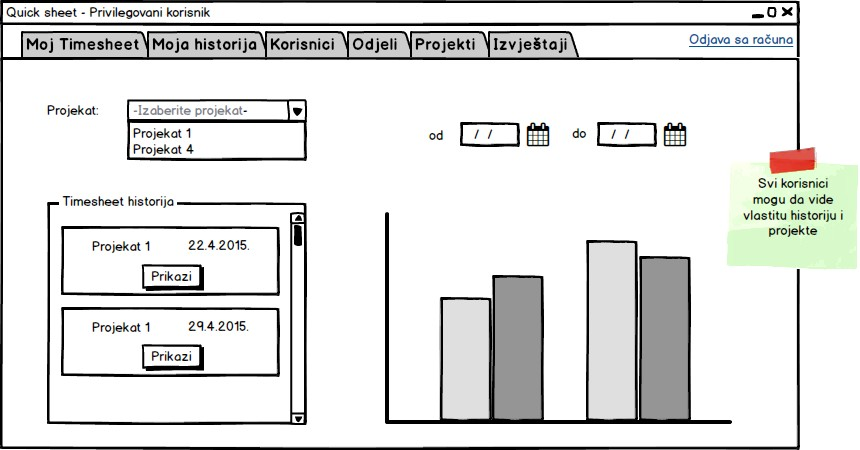 Quick sheet - Privilegovani korisnik
Moj Timesheet
Moja historija
Korisnici
Odjeli
Projekti
Izvještaji
Odjava sa računa
Projekat:
-Izaberite projekat-
Projekat 1
Projekat 4
od
/ /
do
/ /
Svi korisnici
mogu da vide
vlastitu historiju i
projekte
Timesheet historija
Projekat 1 22.4.2015.
Prikazi
Projekat 1 29.4.2015.
Prikazi